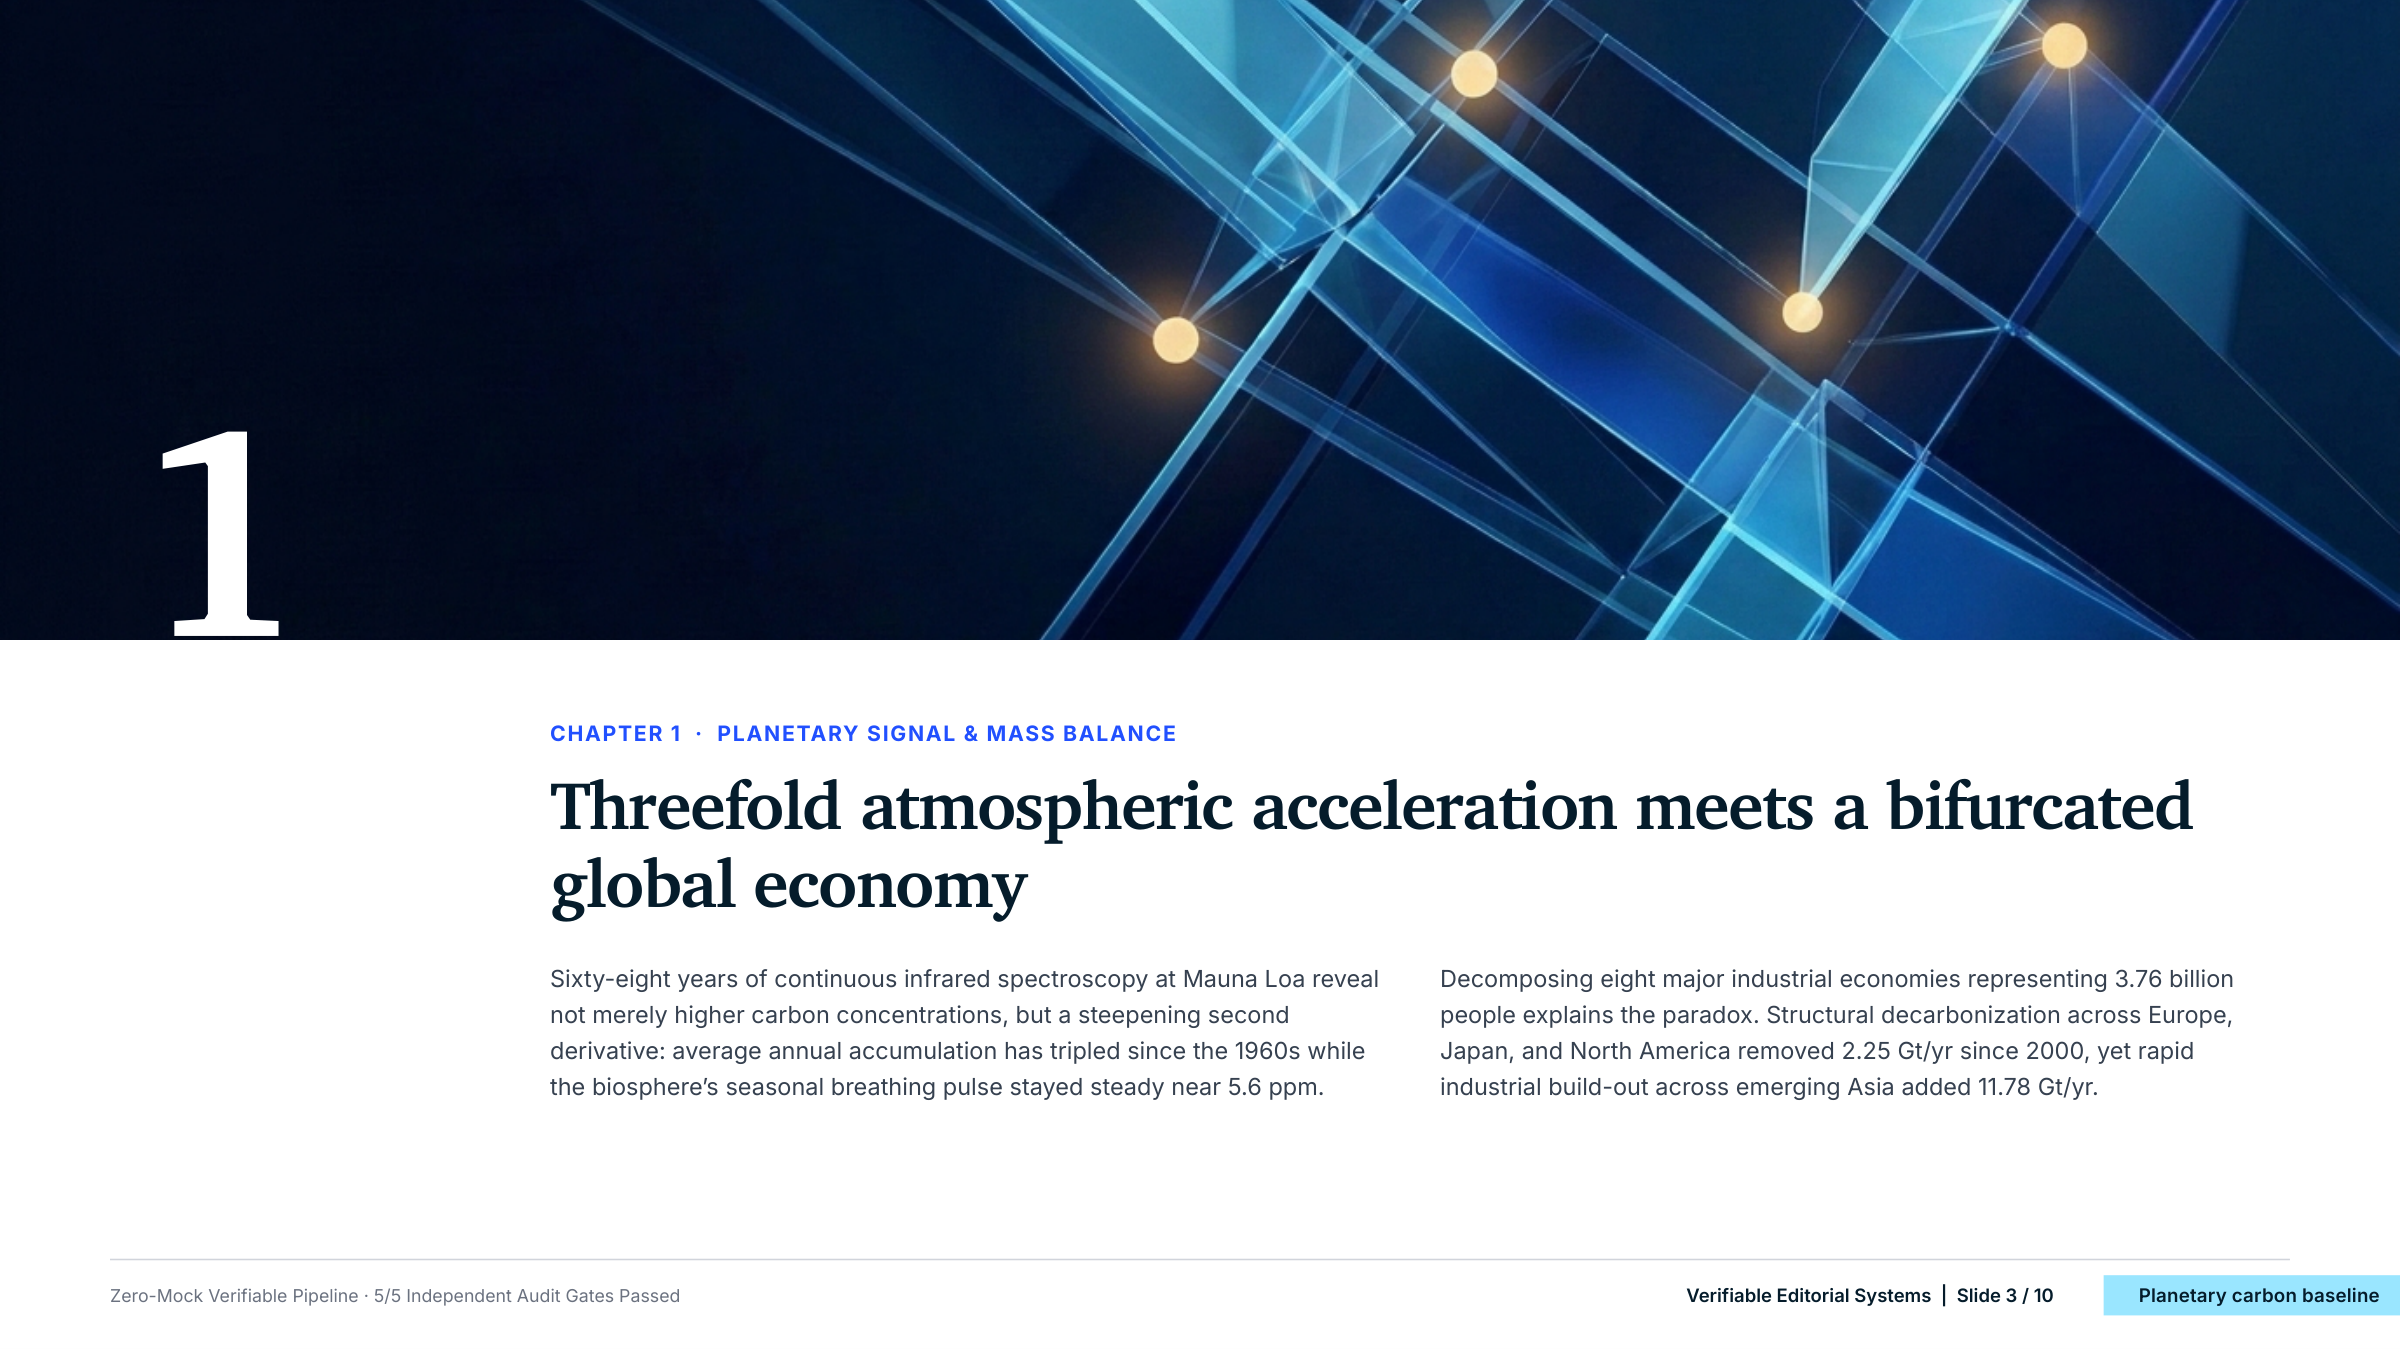 1
CHAPTER 1 · PLANETARY SIGNAL & MASS BALANCE
Threefold atmospheric acceleration meets a bifurcated
global economy
Sixty-eight years of continuous infrared spectroscopy at Mauna Loa reveal
not merely higher carbon concentrations, but a steepening second
derivative: average annual accumulation has tripled since the 1960s while
the biosphere’s seasonal breathing pulse stayed steady near 5.6 ppm.
Decomposing eight major industrial economies representing 3.76 billion
people explains the paradox. Structural decarbonization across Europe,
Japan, and North America removed 2.25 Gt/yr since 2000, yet rapid
industrial build-out across emerging Asia added 11.78 Gt/yr.
Zero-Mock Verifiable Pipeline · 5/5 Independent Audit Gates Passed
Verifiable Editorial Systems | Slide 3 / 10
Planetary carbon baseline